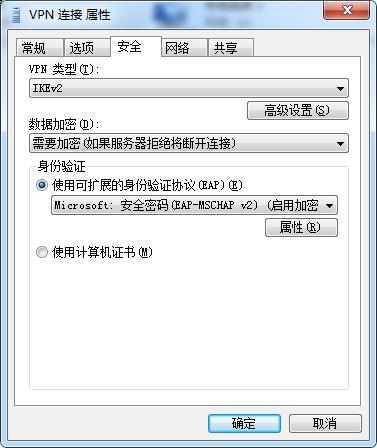 VPN 连接 属性
常规 选项 安全 网络 共享
VPN 类型(T):
IKEv2
高级设置(S)
数据加密(D):
需要加密(如果服务器拒绝将断开连接)
身份验证
使用可扩展的身份验证协议(EAP)(E)
Microsoft: 安全密码(EAP-MSCHAP v2) (启用加密
属性(R)
使用计算机证书(M)
确定 取消